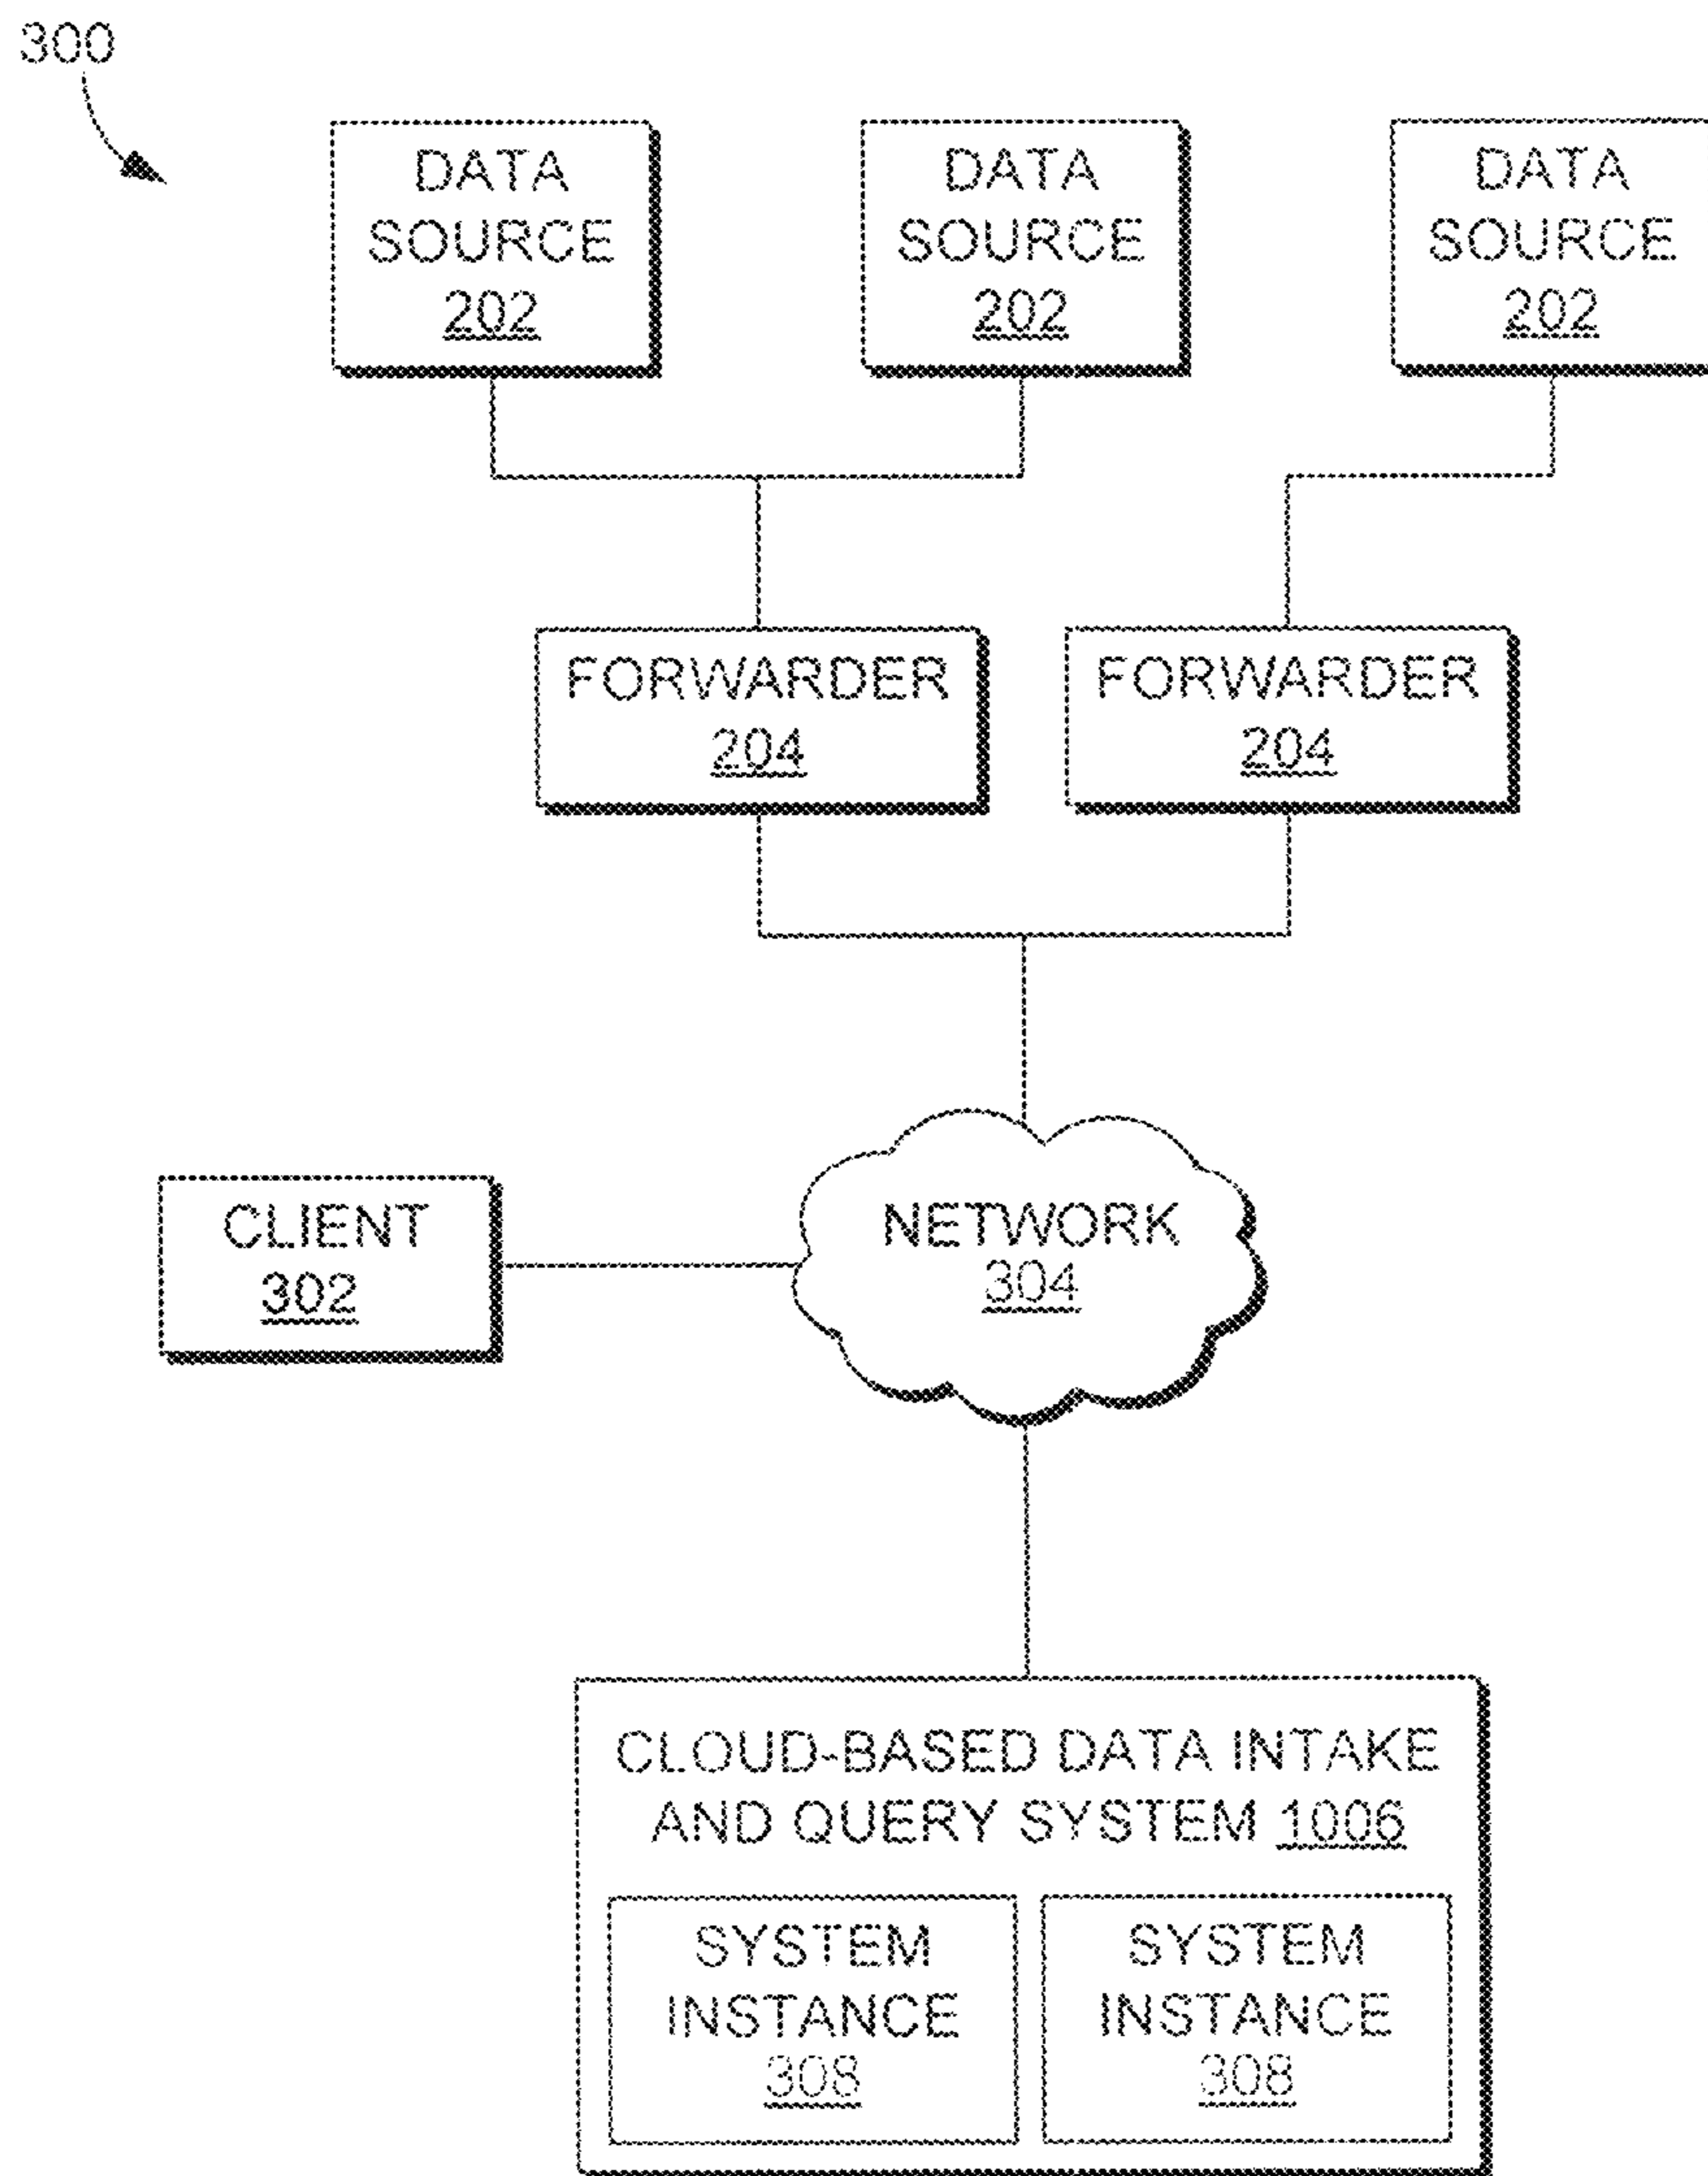 300
DATA
SOURCE
202
DATA
SOURCE
202
DATA
SOURCE
202
FORWARDER
204
FORWARDER
204
CLIENT
302
NETWORK
304
CLOUD-BASED DATA INTAKE
AND QUERY SYSTEM 1006
SYSTEM
INSTANCE
308
SYSTEM
INSTANCE
308